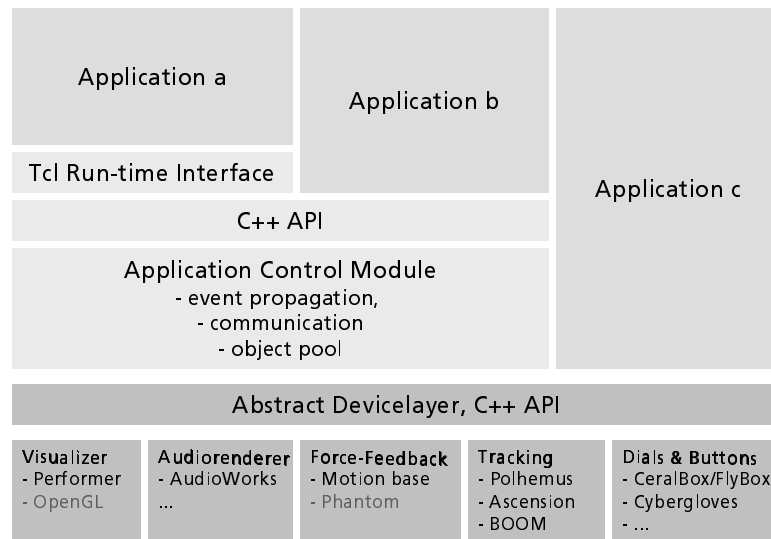 Application a
Application b
Application c
Tcl Run-time Interface
C++ API
Application Control Module
- event propagation,
- communication
- object pool
Abstract Devicelayer, C++ API
Visualizer
- Performer
- OpenGL
Audiorenderer
- AudioWorks
...
Force-Feedback
- Motion base
- Phantom
Tracking
- Polhemus
- Ascension
- BOOM
Dials & Buttons
- CeralBox/FlyBox
- Cybergloves
- ...